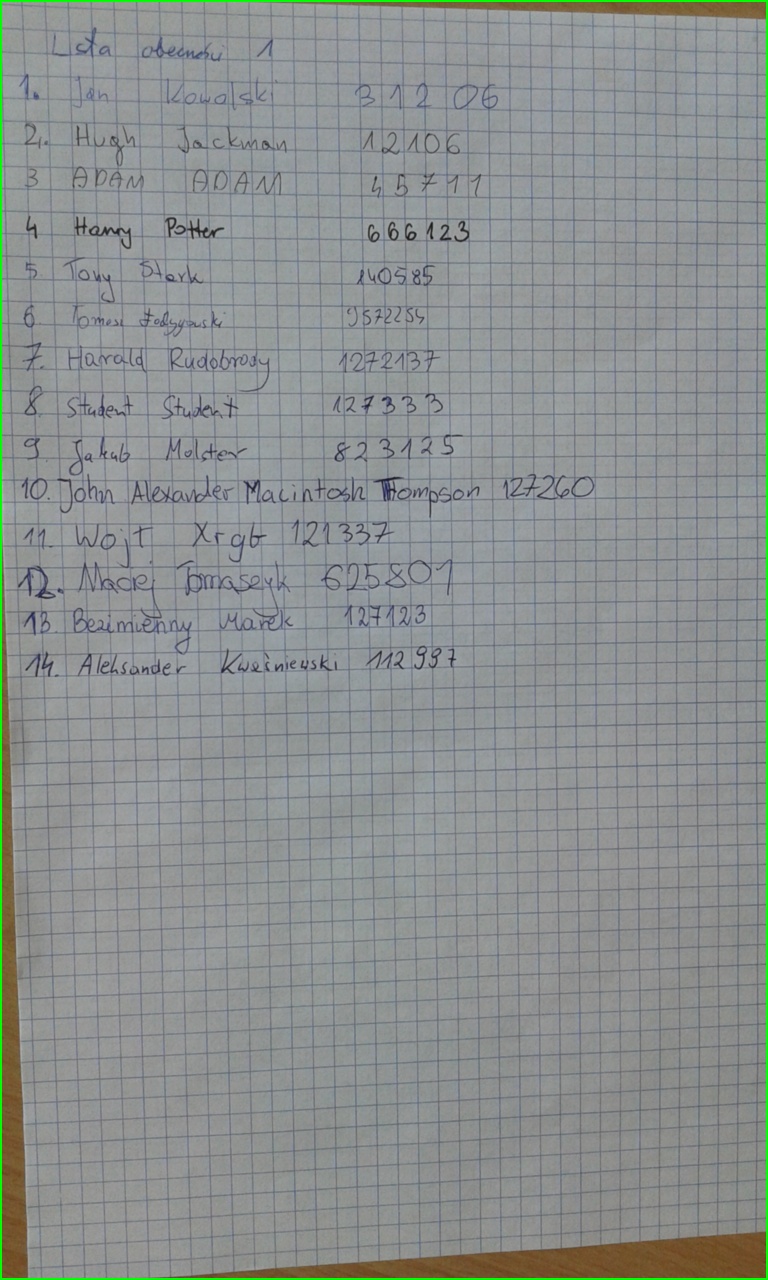 Lista obecności 1
1. Jan Kowalski 31206
2. Hugh Jackman 12106
3 ADAM ADAM 45711
4 Harry Potter 666123
5 Tony Stark 140585
6 Tomasz 9572254
7. Harald Rudobrody 1272137
8. Student Student 127333
9. Jakub Molster 823125
10. John Alexander Macintosh Thompson 127260
11. Wojt Xrgt 121337
12. Maciej Tomaszyk 625801
13. Bezimienny Marek 127123
14. Aleksander Kwaśniewski 112997